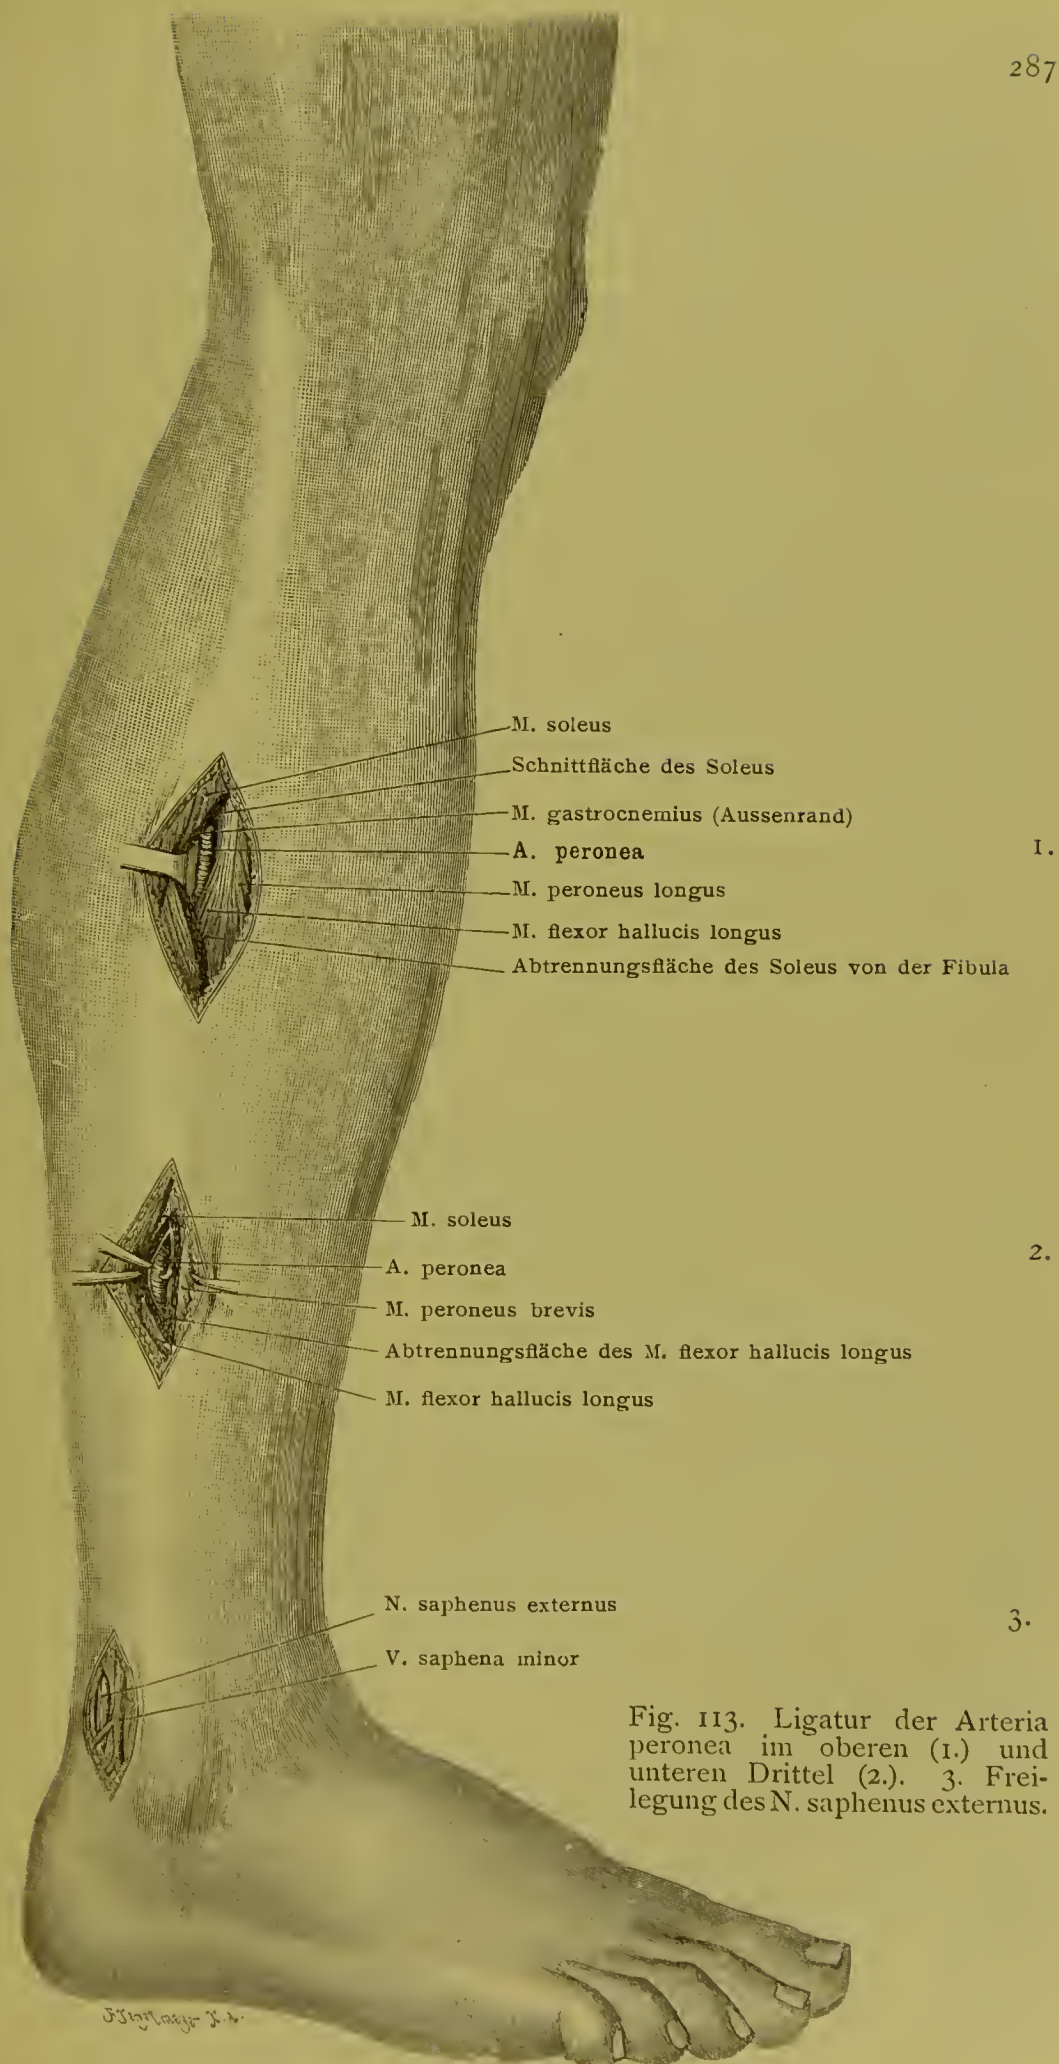 287
M. soleus
Schnittfläche des Soleus
M. gastrocnemius (Aussenrand)
A. peronea
1.
M. peroneus longus
M. flexor hallucis longus
Abtrennungsfläche des Soleus von der Fibula
M. soleus
2.
A. peronea
M. peroneus brevis
Abtrennungsfläche des M. flexor hallucis longus
M. flexor hallucis longus
N. saphenus externus
3.
V. saphena minor
Fig. 113. Ligatur der Arteria
peronea im oberen (1.) und
unteren Drittel (2.). 3. Frei-
legung des N. saphenus externus.